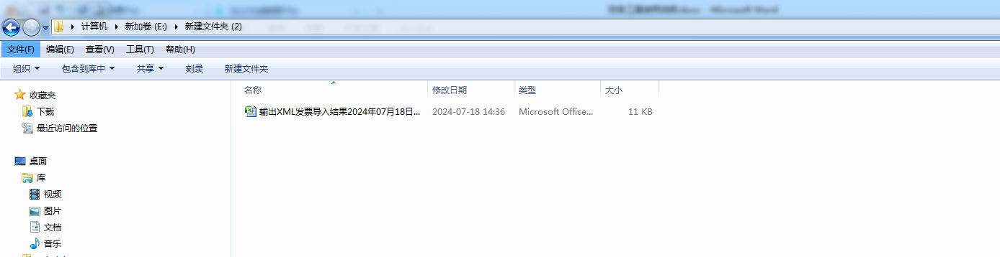 计算机 新加卷 (E:) 新建文件夹 (2)
文件(F) 编辑(E) 查看(V) 工具(T) 帮助(H)
组织 包含到库中 共享 刻录 新建文件夹
收藏夹
下载
最近访问的位置
桌面
库
视频
图片
文档
音乐
名称 修改日期 类型 大小
输出XML发票导入结果2024年07月18日... 2024-07-18 14:36 Microsoft Office... 11 KB